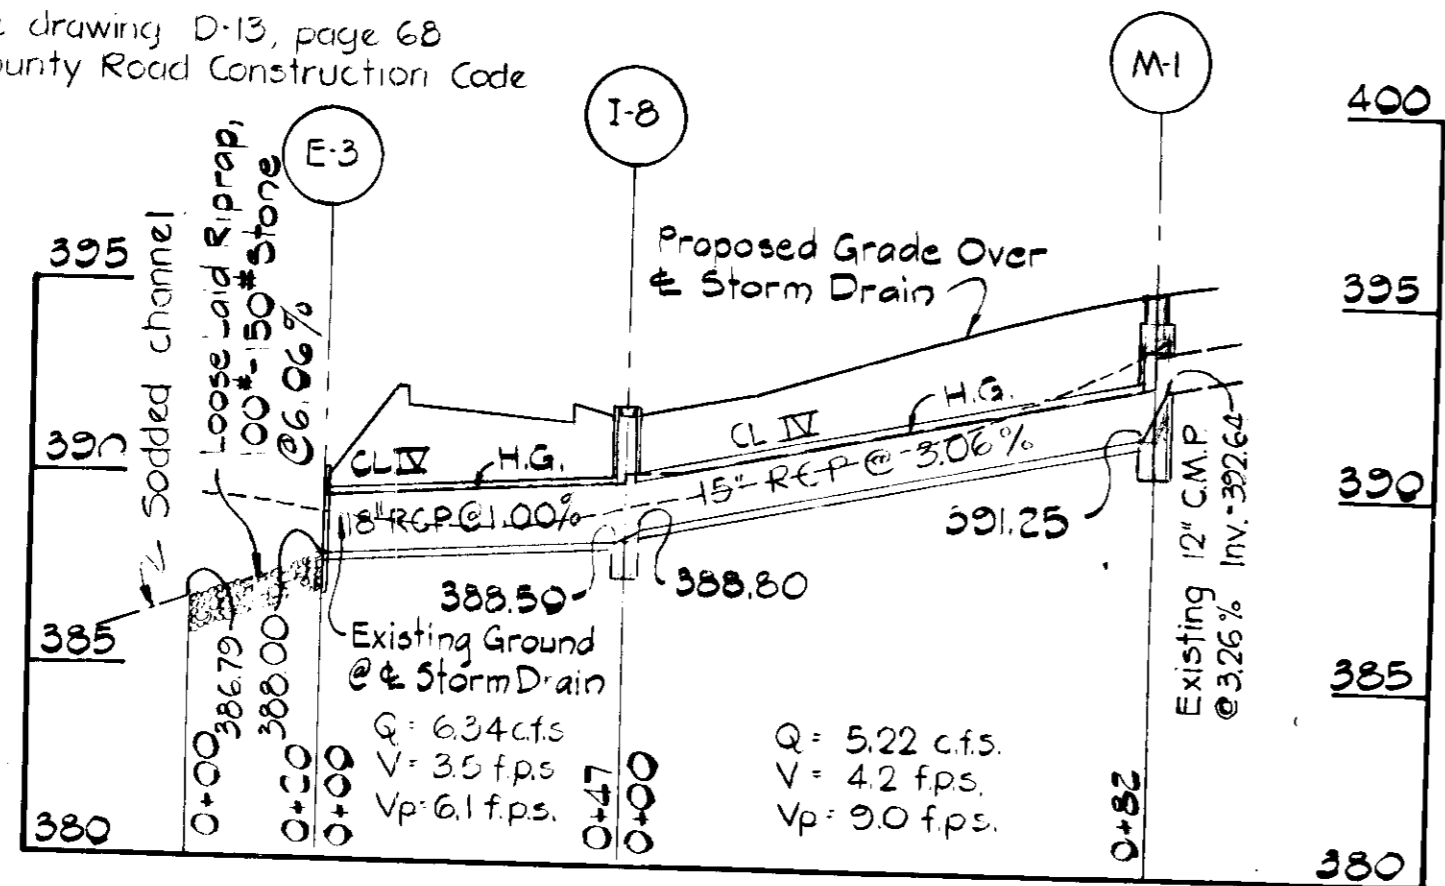 drawing D-13, page 68
County Road Construction Code
E-3
I-8
M-1
400
395
390
385
380
395
390
385
380
Sodded channel
Loose Laid Riprap,
100#-150# Stone
@6.06%
Proposed Grade Over
℄ Storm Drain
CL IV
H.G.
18" RCP @ 1.00%
CL IV
H.G.
15" RCP @ 3.06%
388.50
388.80
391.25
Existing 12" C.M.P.
@3.26% Inv.=392.64
Existing Ground
@ ℄ Storm Drain
386.79
388.00
Q = 6.34 c.f.s
V = 3.5 f.p.s
Vp = 6.1 f.p.s.
Q = 5.22 c.f.s.
V = 4.2 f.p.s.
Vp = 9.0 f.p.s.
0+00
0+20
0+00
0+47
0+00
0+82